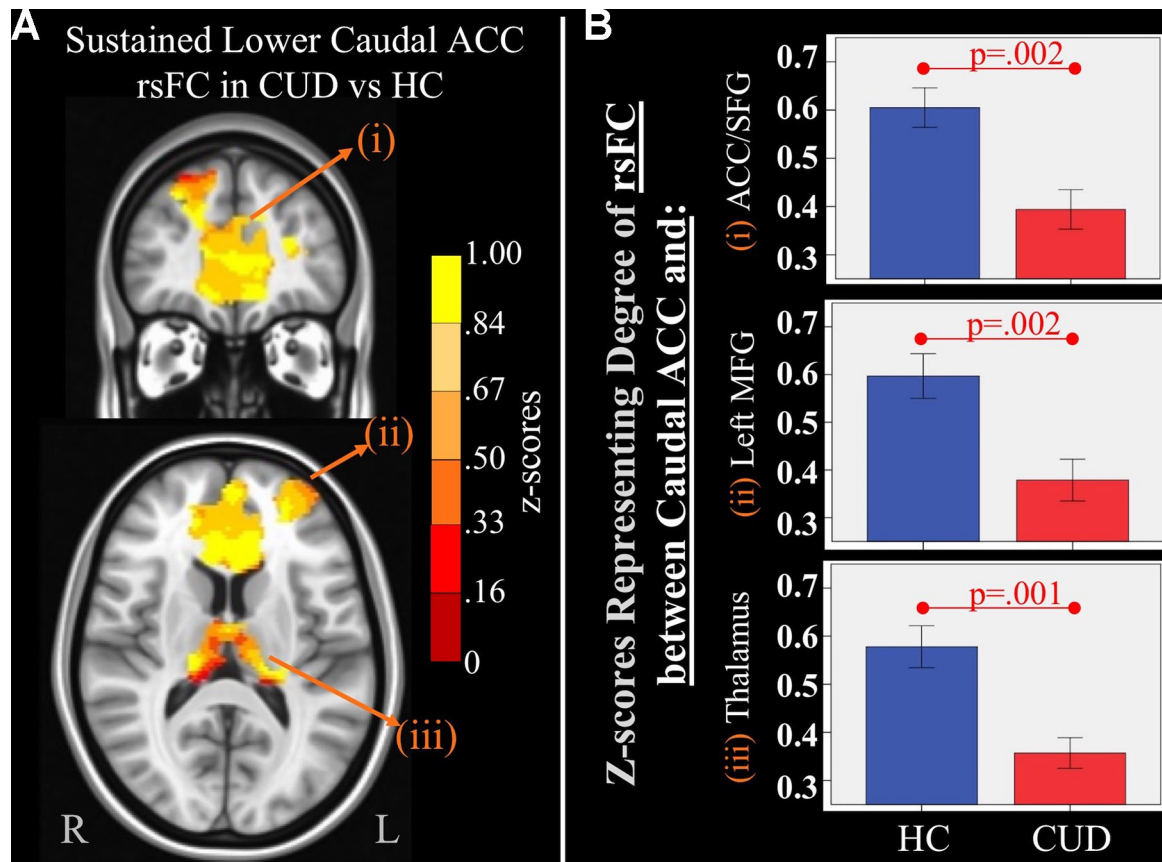 A
Sustained Lower Caudal ACC
rsFC in CUD vs HC
(i)
1.00
.84
.67
.50
.33
.16
0
z-scores
(ii)
(iii)
R
L
B
Z-scores Representing Degree of rsFC
between Caudal ACC and:
(i) ACC/SFG
0.7
0.6
0.5
0.4
0.3
p=.002
(ii) Left MFG
0.7
0.6
0.5
0.4
0.3
p=.002
(iii) Thalamus
0.7
0.6
0.5
0.4
0.3
p=.001
HC
CUD